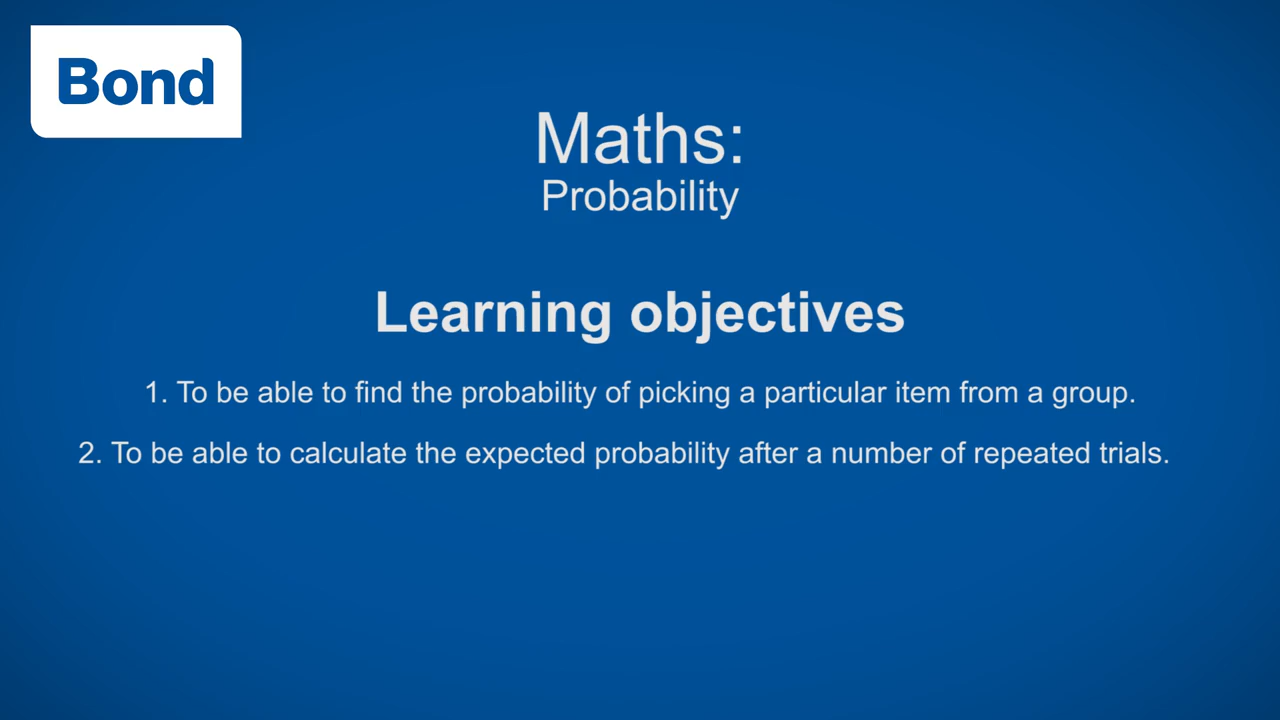 Bond
Maths:
Probability
Learning objectives
1. To be able to find the probability of picking a particular item from a group.
2. To be able to calculate the expected probability after a number of repeated trials.